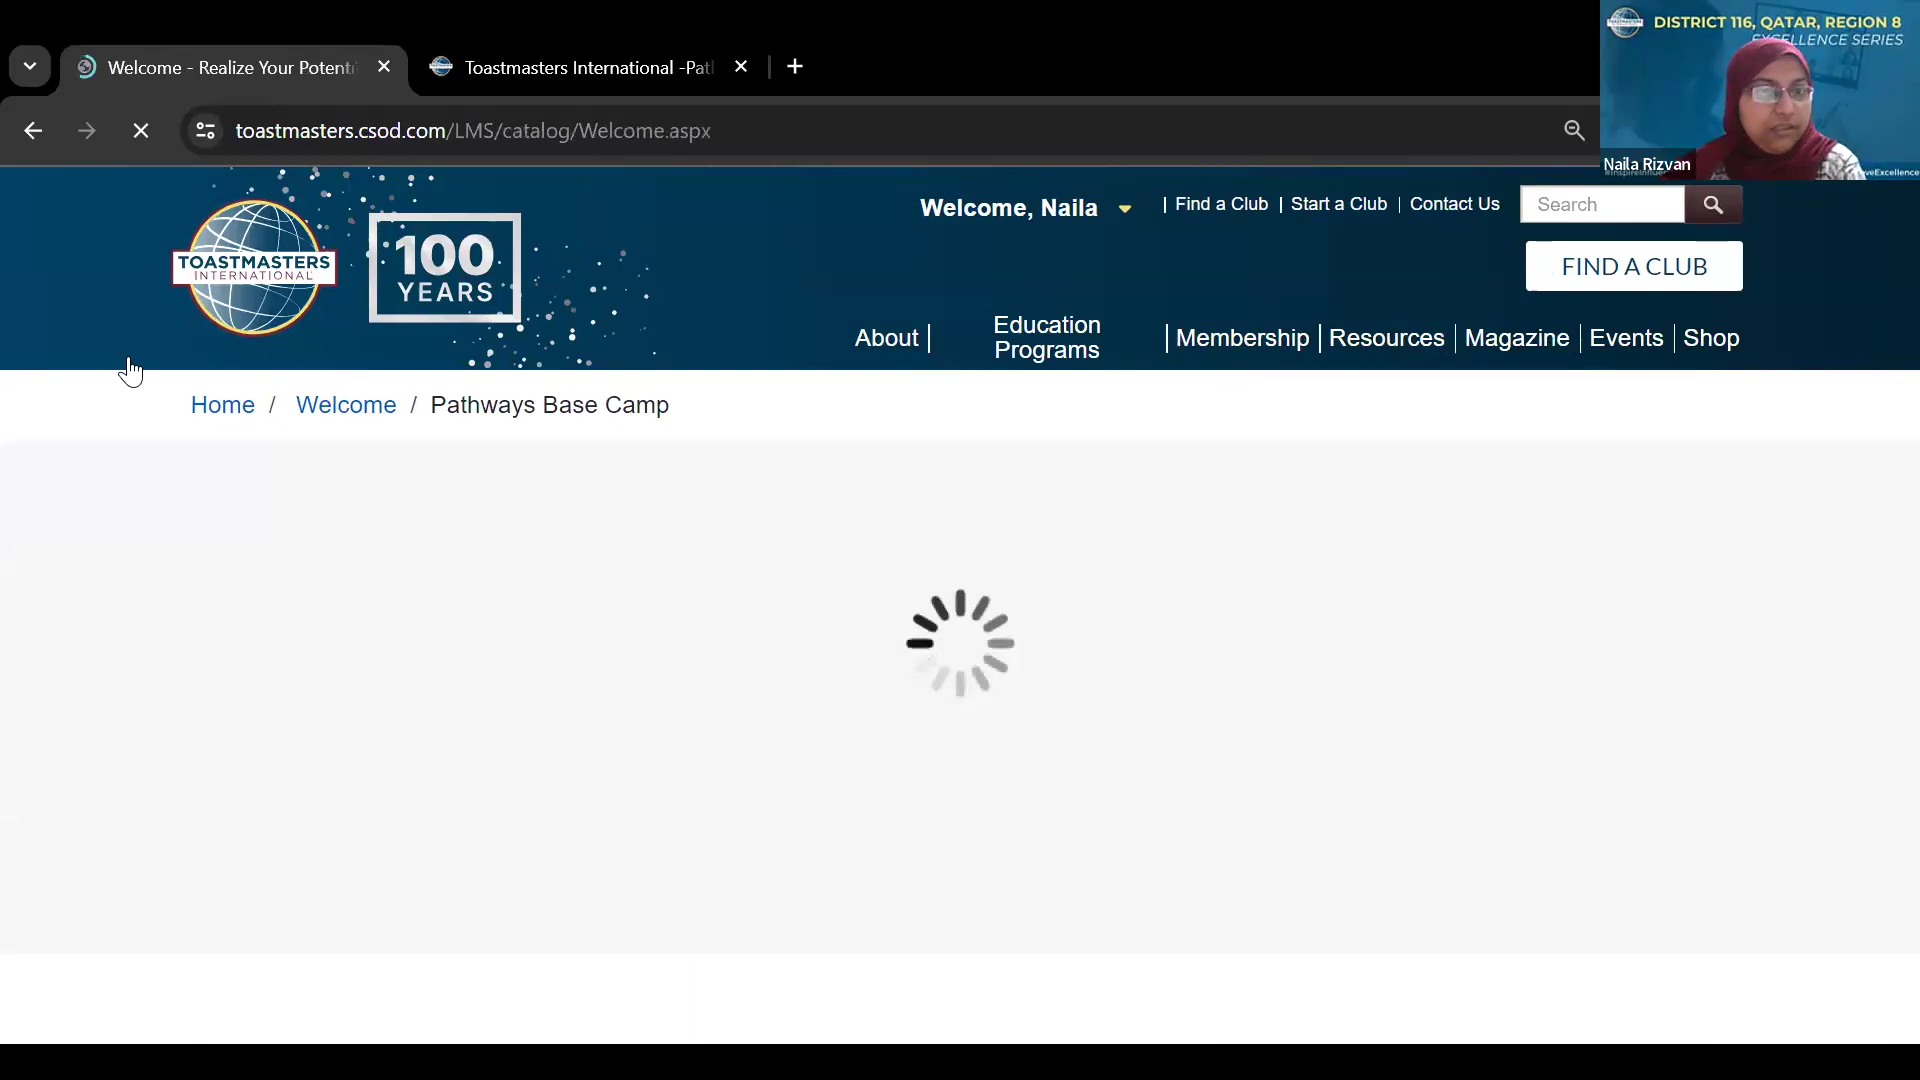 DISTRICT 116, QATAR, REGION 8
EXCELLENCE SERIES
Welcome - Realize Your Potenti
Toastmasters International -Pat
toastmasters.csod.com/LMS/catalog/Welcome.aspx
Naila Rizvan
TOASTMASTERS
INTERNATIONAL
100
YEARS
Welcome, Naila
| Find a Club | Start a Club | Contact Us
Search
FIND A CLUB
About |
Education
Programs
| Membership | Resources | Magazine | Events | Shop
Home / Welcome / Pathways Base Camp